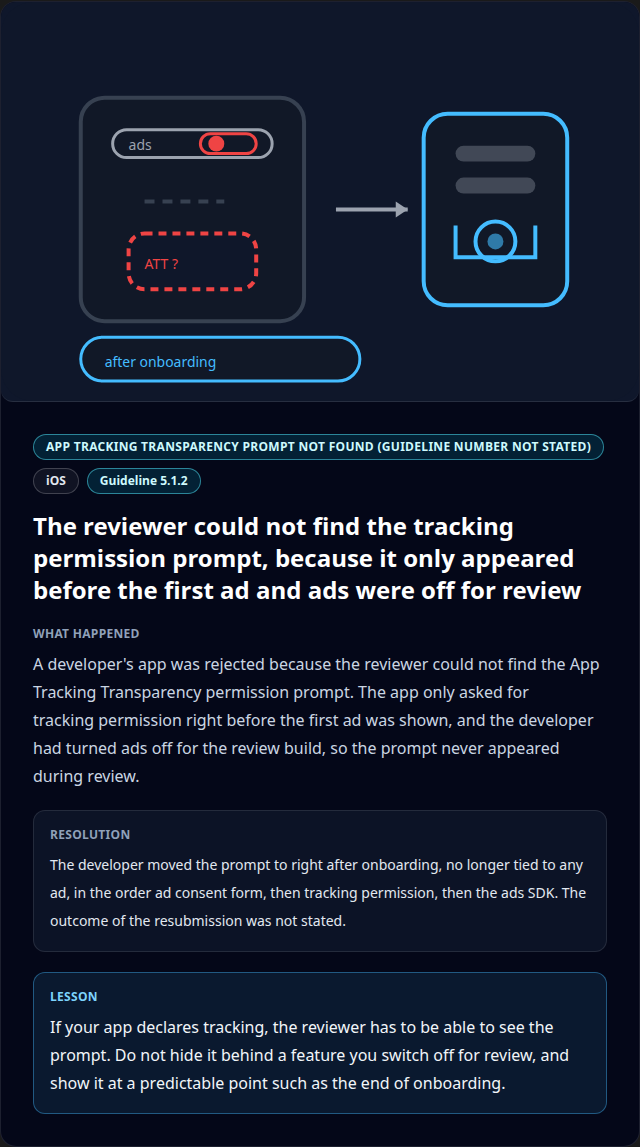 ads
ATT ?
after onboarding
APP TRACKING TRANSPARENCY PROMPT NOT FOUND (GUIDELINE NUMBER NOT STATED)
iOS
Guideline 5.1.2
The reviewer could not find the tracking
permission prompt, because it only appeared
before the first ad and ads were off for review
WHAT HAPPENED
A developer's app was rejected because the reviewer could not find the App
Tracking Transparency permission prompt. The app only asked for
tracking permission right before the first ad was shown, and the developer
had turned ads off for the review build, so the prompt never appeared
during review.
RESOLUTION
The developer moved the prompt to right after onboarding, no longer tied to any
ad, in the order ad consent form, then tracking permission, then the ads SDK. The
outcome of the resubmission was not stated.
LESSON
If your app declares tracking, the reviewer has to be able to see the
prompt. Do not hide it behind a feature you switch off for review, and
show it at a predictable point such as the end of onboarding.